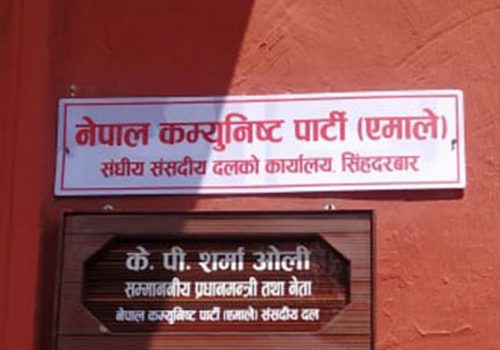 नेपाल कम्युनिष्ट पार्टी (एमाले)
संघीय संसदीय दलको कार्यालय, सिंहदरबार
के. पी. शर्मा ओली
सम्माननीय प्रधानमन्त्री तथा नेता
नेपाल कम्युनिष्ट पार्टी (एमाले) संसदीय दल